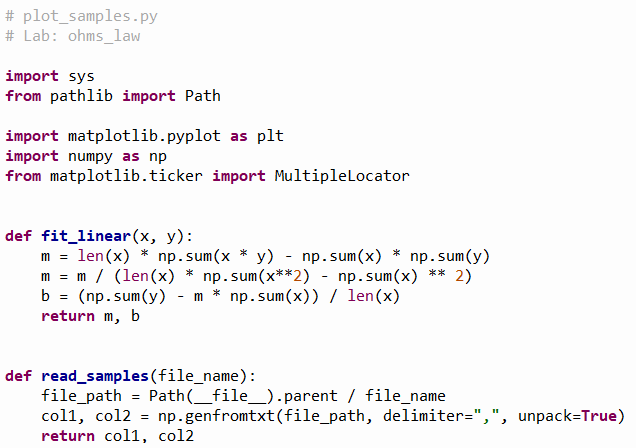 # plot_samples.py
# Lab: ohms_law

import sys
from pathlib import Path

import matplotlib.pyplot as plt
import numpy as np
from matplotlib.ticker import MultipleLocator


def fit_linear(x, y):
    m = len(x) * np.sum(x * y) - np.sum(x) * np.sum(y)
    m = m / (len(x) * np.sum(x**2) - np.sum(x) ** 2)
    b = (np.sum(y) - m * np.sum(x)) / len(x)
    return m, b


def read_samples(file_name):
    file_path = Path(__file__).parent / file_name
    col1, col2 = np.genfromtxt(file_path, delimiter=",", unpack=True)
    return col1, col2